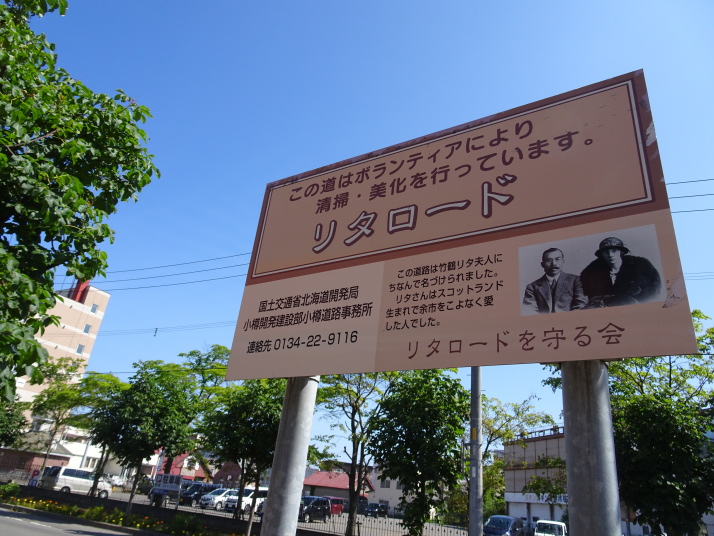 この道はボランティアにより
清掃・美化を行っています。
リタロード
国土交通省北海道開発局
小樽開発建設部小樽道路事務所
連絡先 0134-22-9116
この道路は竹鶴リタ夫人に
ちなんで名づけられました。
リタさんはスコットランド
生まれで余市をこよなく愛
した人でした。
リタロードを守る会